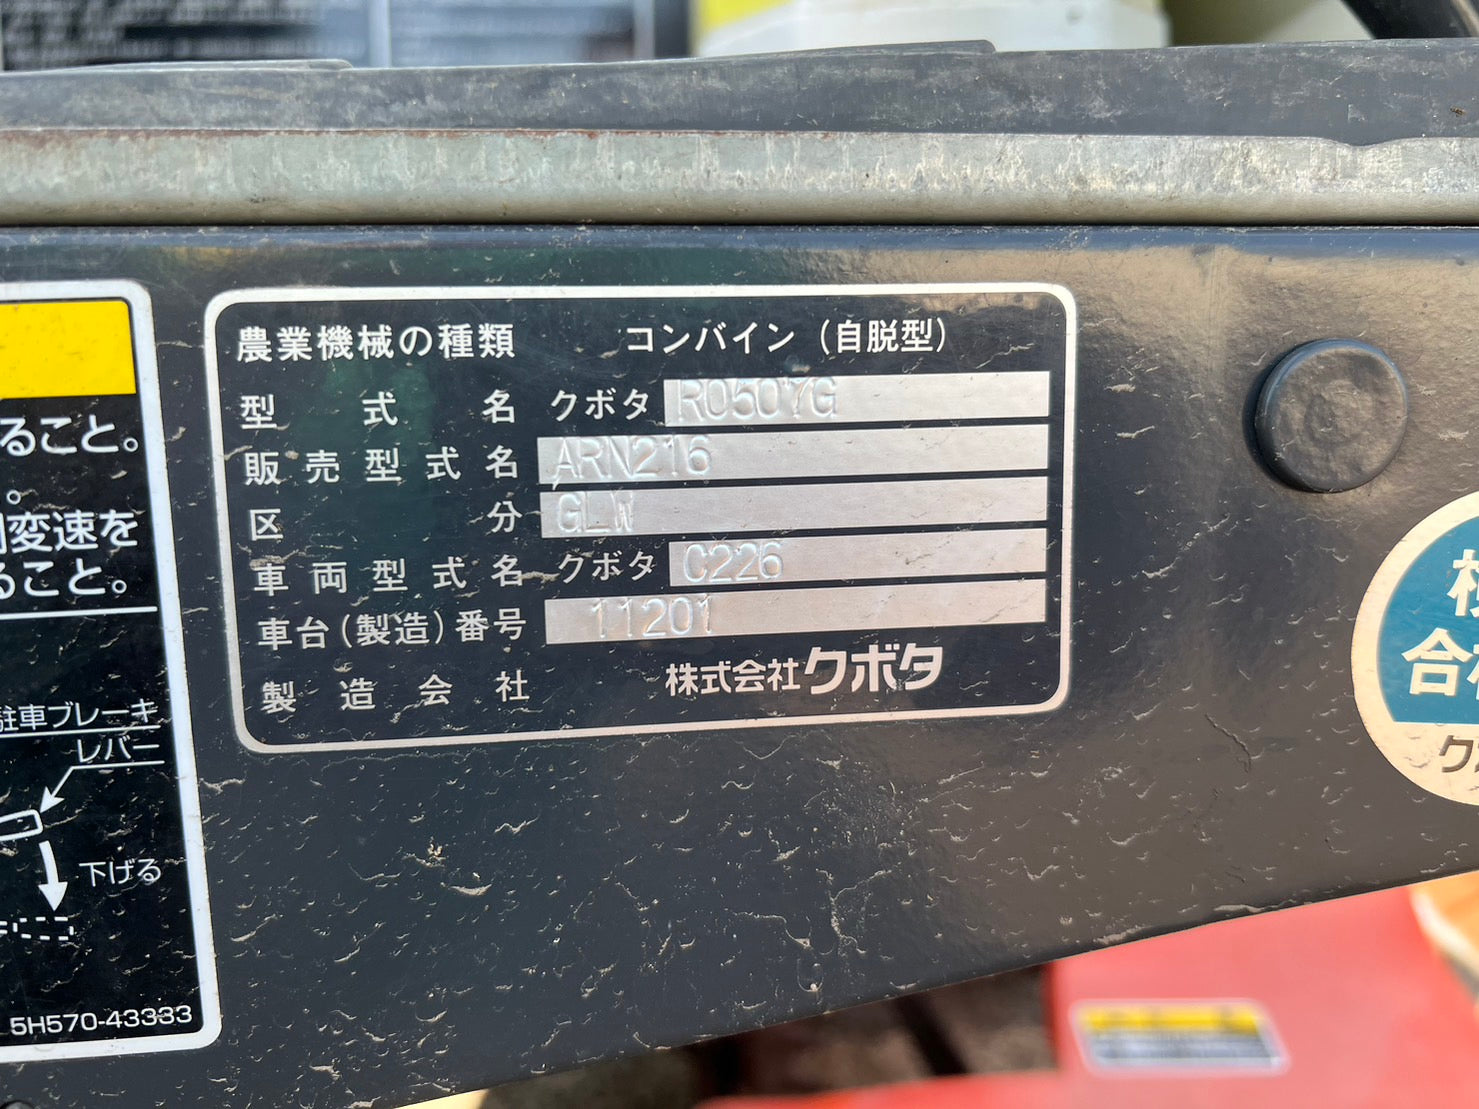 農業機械の種類 コンバイン（自脱型）
型式名 クボタ R0507G
販売型式名 ARN216
区分 GLW
車両型式名 クボタ C226
車台(製造)番号 11201
製造会社 株式会社クボタ
ること。
。
変速を
ること。
駐車ブレーキ
レバー
下げる
5H570-43333
合
ク